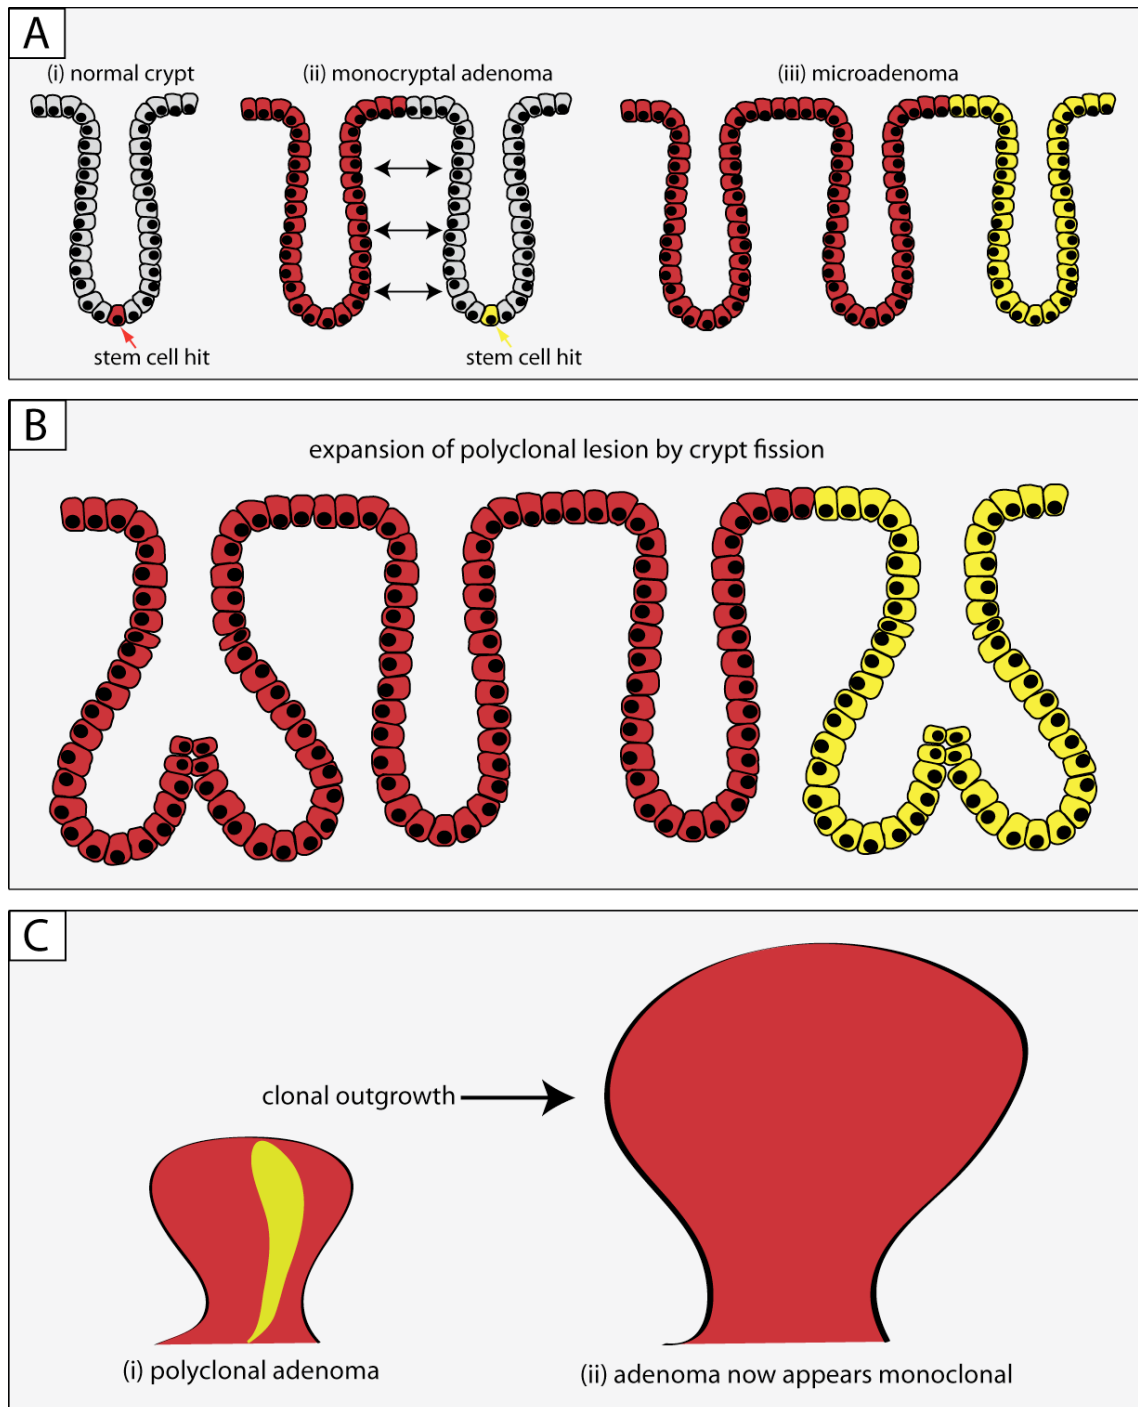 A
(i) normal crypt
(ii) monocryptal adenoma
(iii) microadenoma
stem cell hit
stem cell hit
B
expansion of polyclonal lesion by crypt fission
C
clonal outgrowth
(i) polyclonal adenoma
(ii) adenoma now appears monoclonal